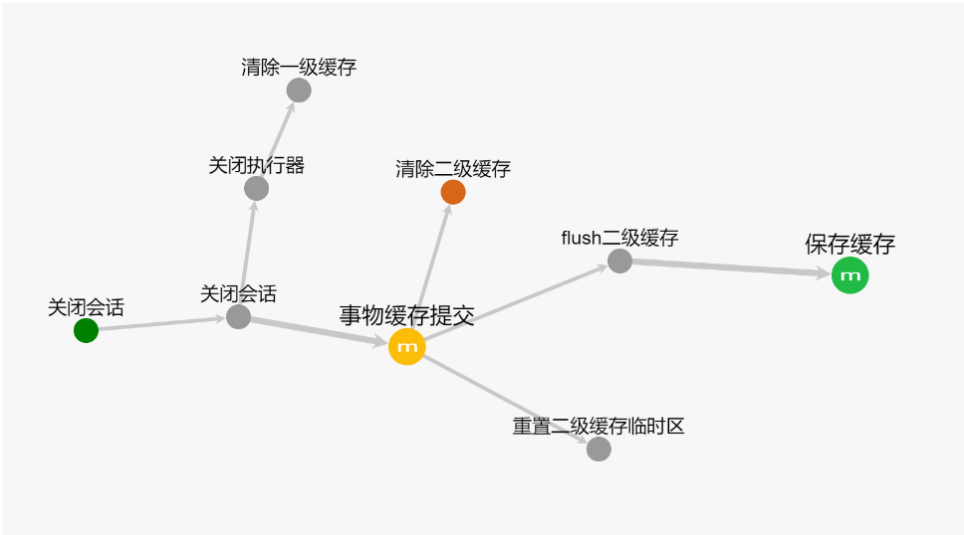 清除一级缓存
关闭执行器
清除二级缓存
flush二级缓存
保存缓存
m
关闭会话
关闭会话
事物缓存提交
m
重置二级缓存临时区